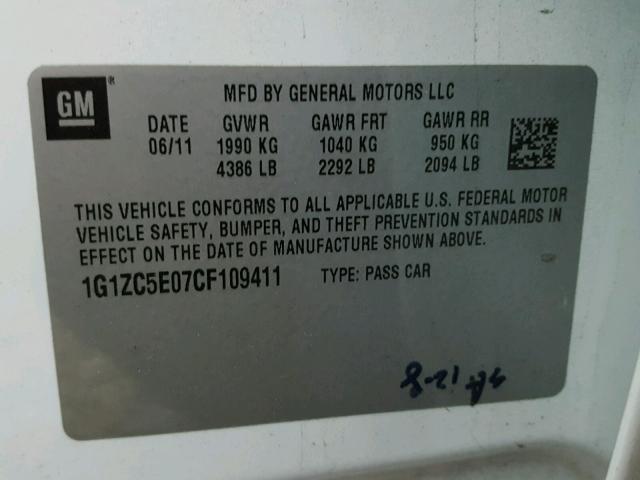 GM ®
MFD BY GENERAL MOTORS LLC
DATE GVWR GAWR FRT GAWR RR
06/11 1990 KG 1040 KG 950 KG
4386 LB 2292 LB 2094 LB
THIS VEHICLE CONFORMS TO ALL APPLICABLE U.S. FEDERAL MOTOR
VEHICLE SAFETY, BUMPER, AND THEFT PREVENTION STANDARDS IN
EFFECT ON THE DATE OF MANUFACTURE SHOWN ABOVE.
1G1ZC5E07CF109411 TYPE: PASS CAR